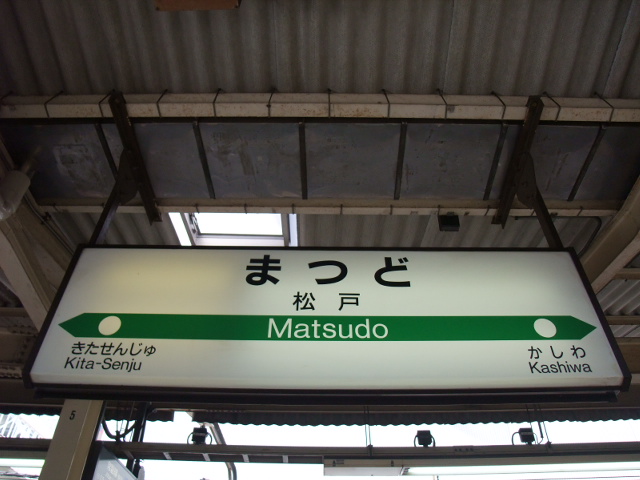 まつど
松戸
Matsudo
きたせんじゅ
Kita-Senju
かしわ
Kashiwa
5